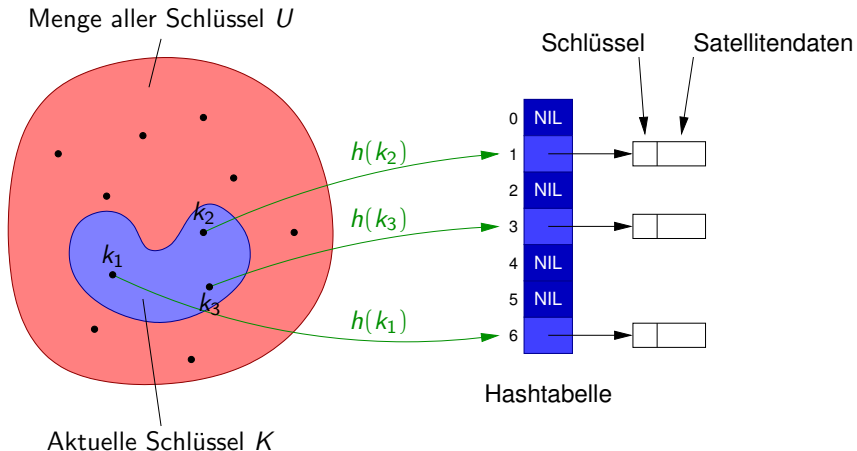 Menge aller Schlüssel U
Schlüssel Satellitendaten
0 NIL
h(k2)
1
2 NIL
k2
h(k3)
3
k1
4 NIL
k3
5 NIL
h(k1)
6
Hashtabelle
Aktuelle Schlüssel K